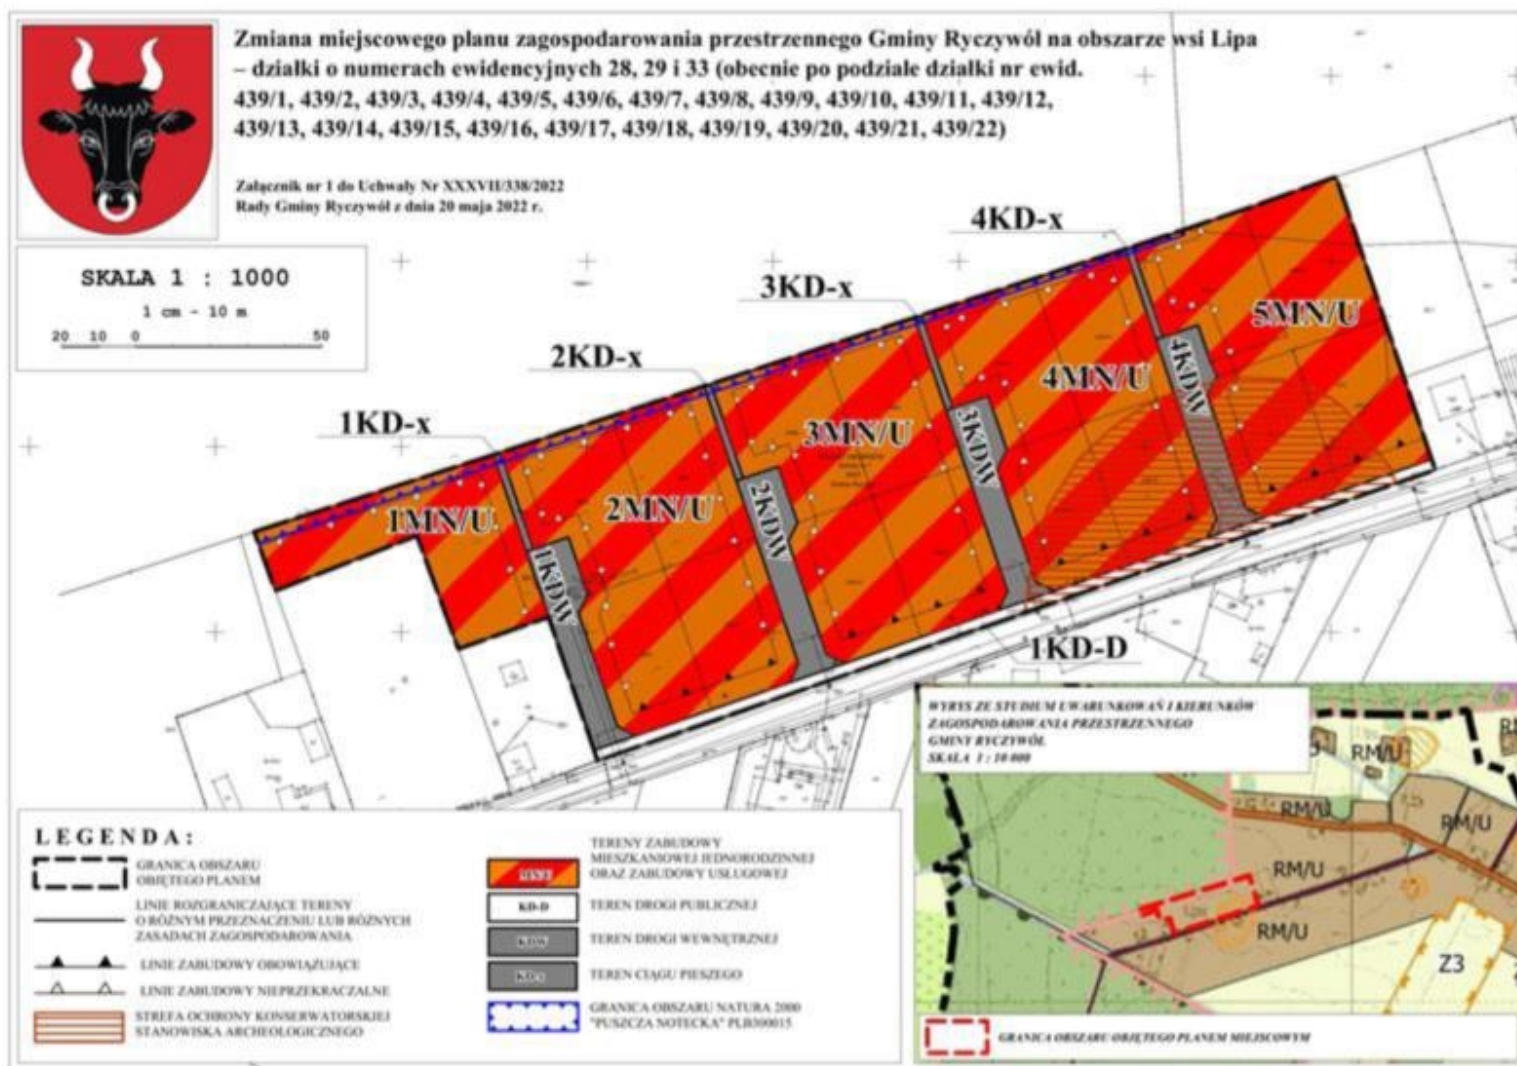 Zmiana miejscowego planu zagospodarowania przestrzennego Gminy Ryczywół na obszarze wsi Lipa
– działki o numerach ewidencyjnych 28, 29 i 33 (obecnie po podziale działki nr ewid.
439/1, 439/2, 439/3, 439/4, 439/5, 439/6, 439/7, 439/8, 439/9, 439/10, 439/11, 439/12,
439/13, 439/14, 439/15, 439/16, 439/17, 439/18, 439/19, 439/20, 439/21, 439/22)
Załącznik nr 1 do Uchwały Nr XXXVII/338/2022
Rady Gminy Ryczywół z dnia 20 maja 2022 r.
SKALA 1 : 1000
1 cm - 10 m
20 10 0 50
4KD-x
3KD-x
2KD-x
1KD-x
5MN/U
4MN/U
3MN/U
2MN/U
1MN/U
4KDW
3KDW
2KDW
1KDW
1KD-D
WYRYS ZE STUDIUM UWARUNKOWAŃ I KIERUNKÓW
ZAGOSPODAROWANIA PRZESTRZENNEGO
GMINY RYCZYWÓŁ
SKALA 1 : 10 000
RM/U
RM/U
RM/U
RM/U
RM/U
Z3
GRANICA OBSZARU OBJĘTEGO PLANEM MIEJSCOWYM
LEGENDA:
GRANICA OBSZARU
OBJĘTEGO PLANEM
LINIE ROZGRANICZAJĄCE TERENY
O RÓŻNYM PRZEZNACZENIU LUB RÓŻNYCH
ZASADACH ZAGOSPODAROWANIA
LINIE ZABUDOWY OBOWIĄZUJĄCE
LINIE ZABUDOWY NIEPRZEKRACZALNE
STREFA OCHRONY KONSERWATORSKIEJ
STANOWISKA ARCHEOLOGICZNEGO
MN/U
TERENY ZABUDOWY
MIESZKANIOWEJ JEDNORODZINNEJ
ORAZ ZABUDOWY USŁUGOWEJ
KD-D
TEREN DROGI PUBLICZNEJ
KDW
TEREN DROGI WEWNĘTRZNEJ
KD-x
TEREN CIĄGU PIESZEGO
GRANICA OBSZARU NATURA 2000
"PUSZCZA NOTECKA" PLB300015